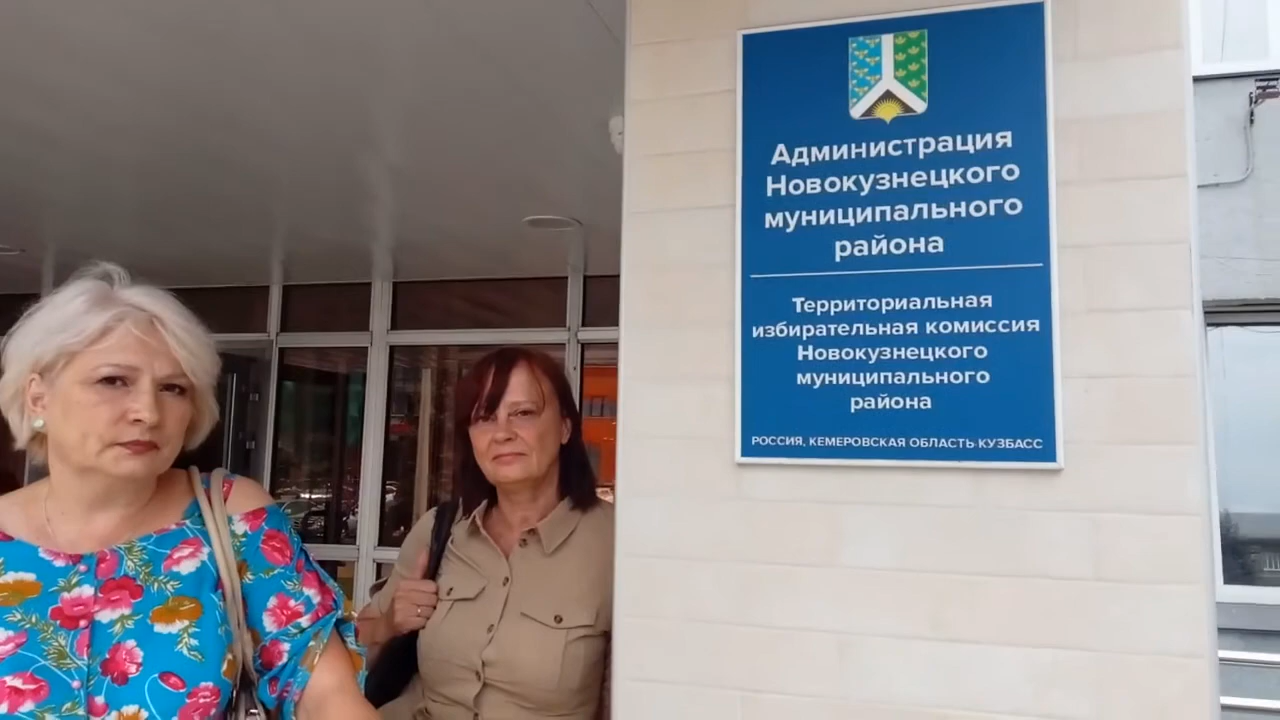 Администрация
Новокузнецкого
муниципального
района
Территориальная
избирательная комиссия
Новокузнецкого
муниципального
района
РОССИЯ, КЕМЕРОВСКАЯ ОБЛАСТЬ-КУЗБАСС